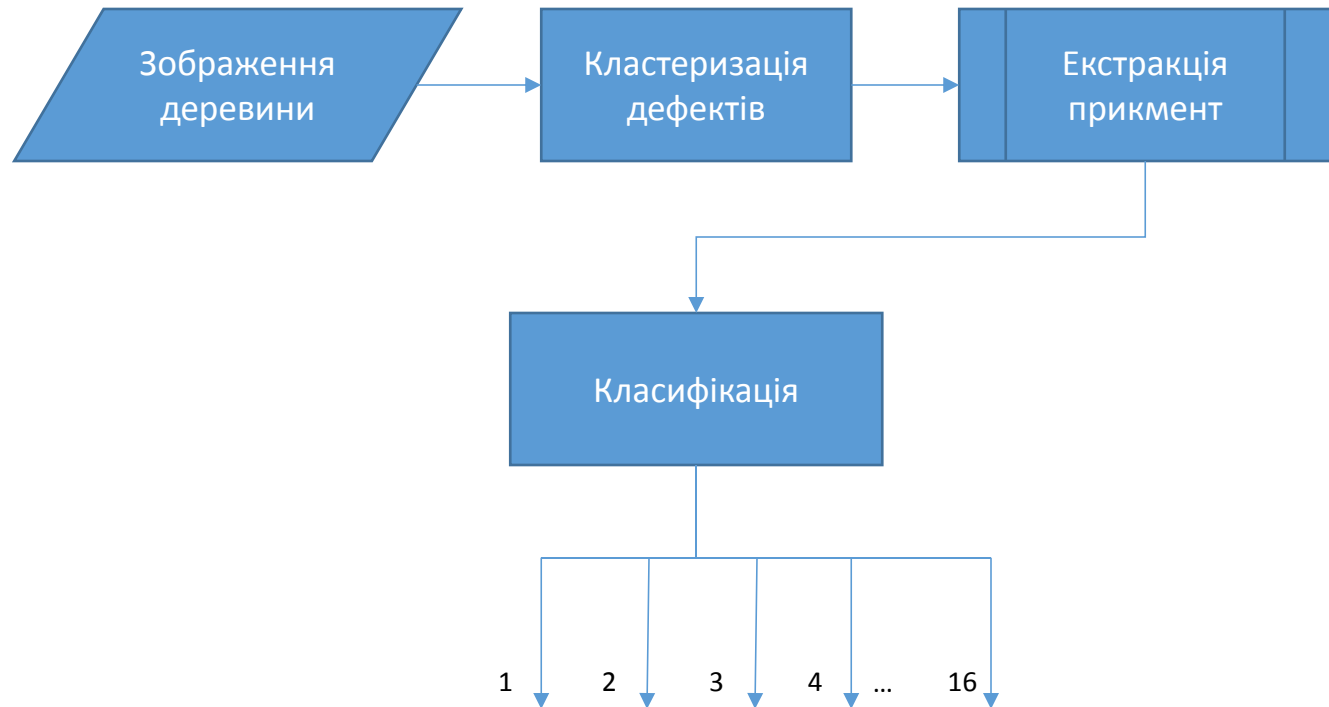 Зображення
деревини
Кластеризація
дефектів
Екстракція
прикмент
Класифікація
1 2 3 4 ... 16